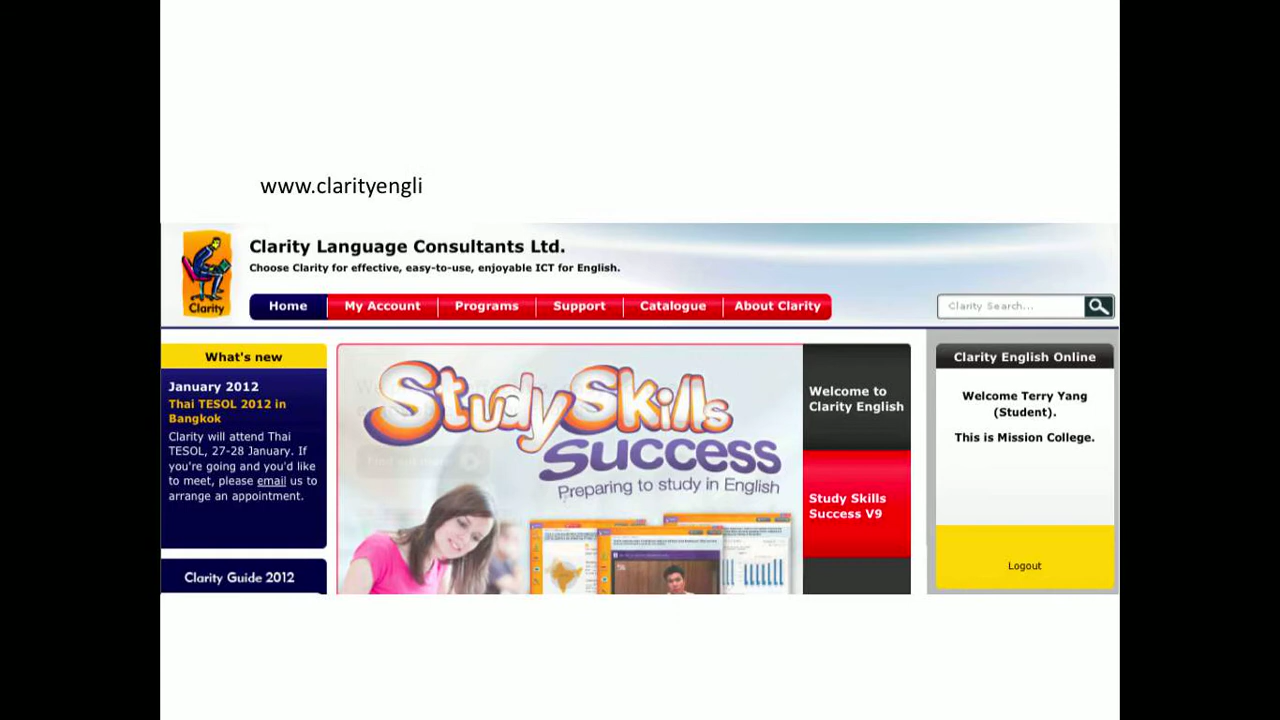 www.clarityengli
Clarity Language Consultants Ltd.
Choose Clarity for effective, easy-to-use, enjoyable ICT for English.
Clarity
Home
My Account
Programs
Support
Catalogue
About Clarity
Clarity Search...
What's new
January 2012
Thai TESOL 2012 in
Bangkok
Clarity will attend Thai
TESOL, 27-28 January. If
you're going and you'd like
to meet, please email us to
arrange an appointment.
Clarity Guide 2012
Study Skills
Success
Preparing to study in English
Welcome to
Clarity English
Study Skills
Success V9
Clarity English Online
Welcome Terry Yang
(Student).
This is Mission College.
Logout